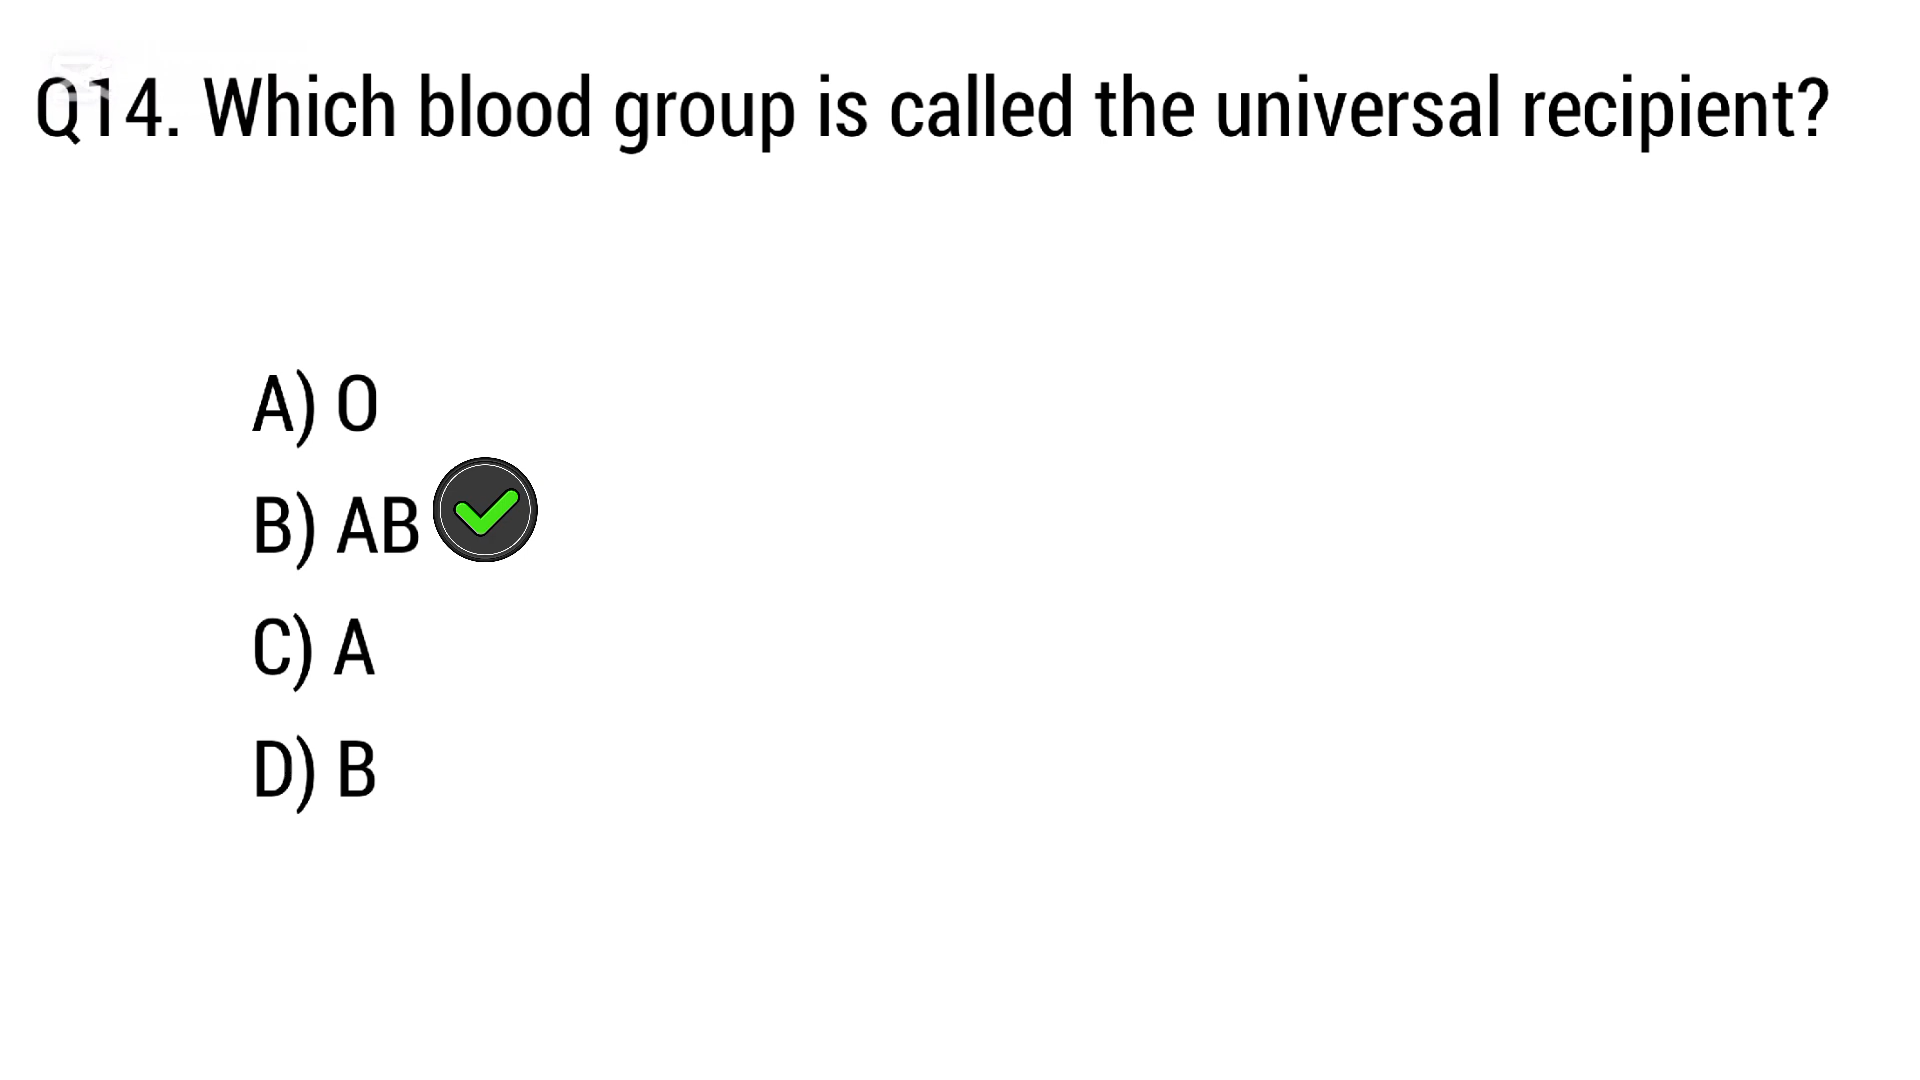 Q14. Which blood group is called the universal recipient?
A) O
B) AB
C) A
D) B